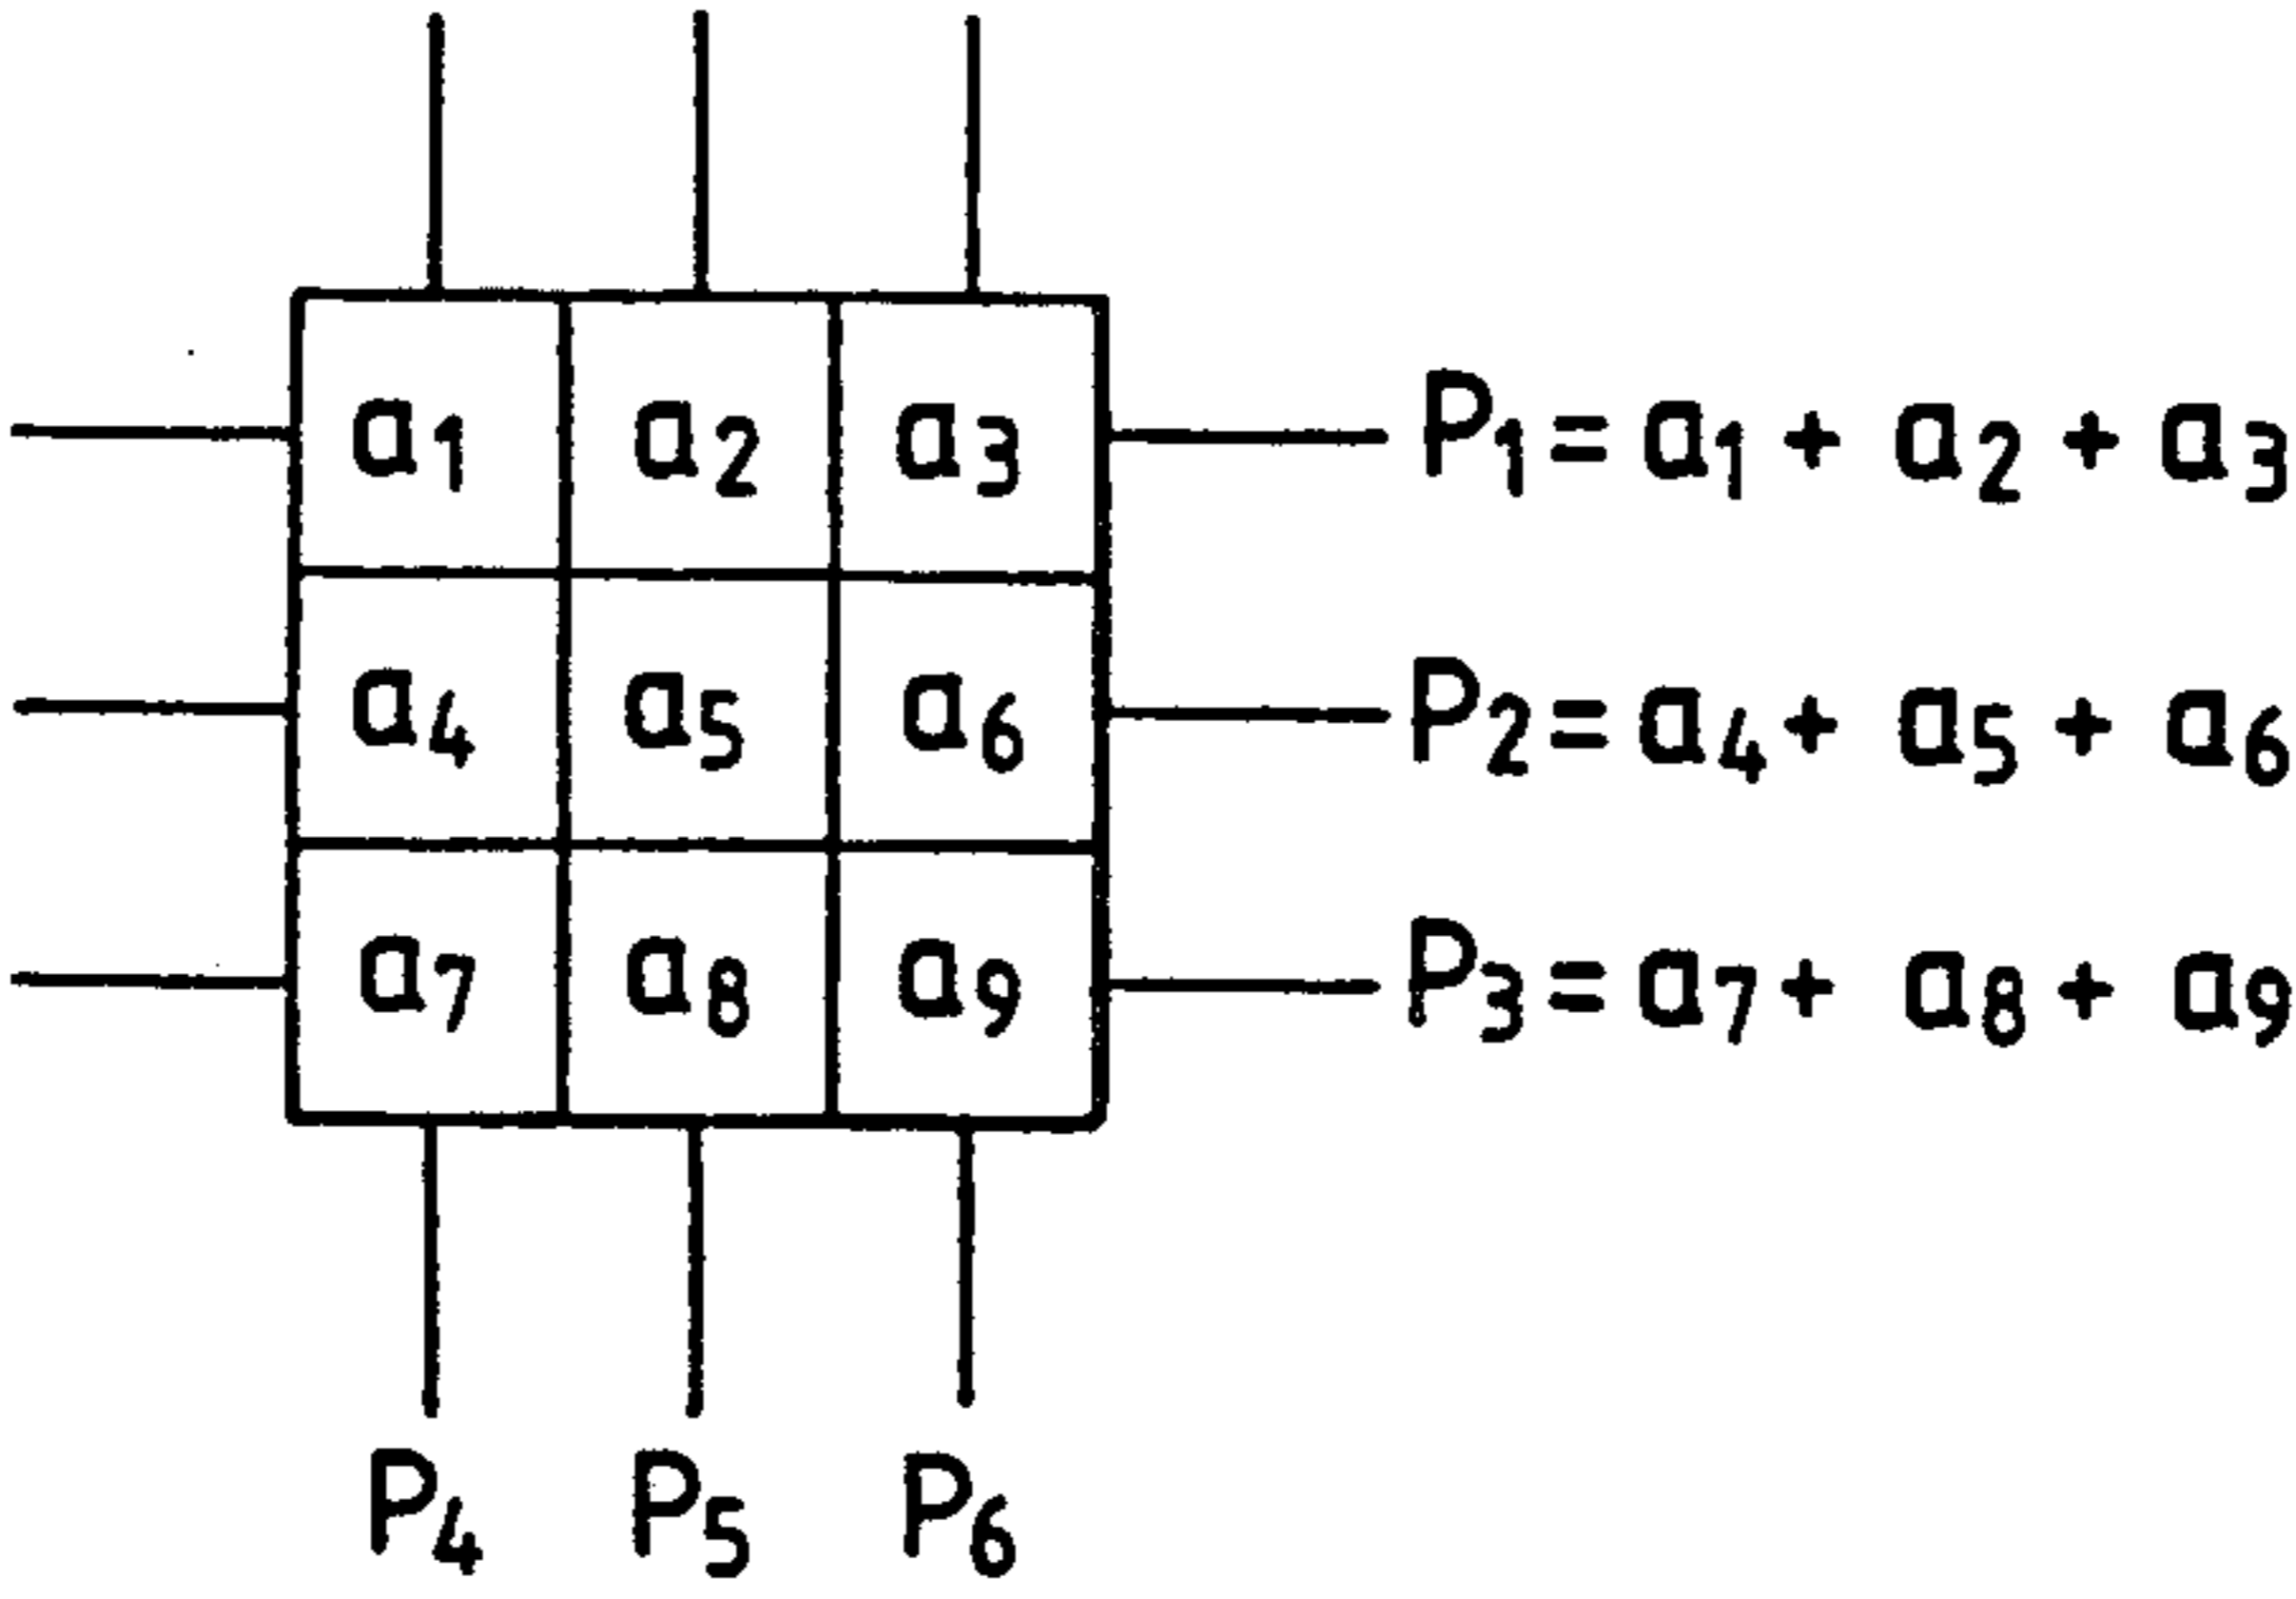 a₁ a₂ a₃ P₁ = a₁ + a₂ + a₃
a₄ a₅ a₆ P₂ = a₄ + a₅ + a₆
a₇ a₈ a₉ P₃ = a₇ + a₈ + a₉
P₄ P₅ P₆